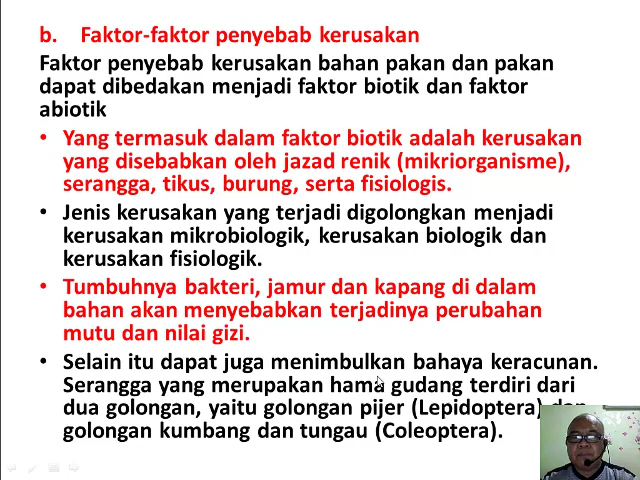 b. Faktor-faktor penyebab kerusakan
Faktor penyebab kerusakan bahan pakan dan pakan
dapat dibedakan menjadi faktor biotik dan faktor
abiotik
• Yang termasuk dalam faktor biotik adalah kerusakan
yang disebabkan oleh jazad renik (mikriorganisme),
serangga, tikus, burung, serta fisiologis.
• Jenis kerusakan yang terjadi digolongkan menjadi
kerusakan mikrobiologik, kerusakan biologik dan
kerusakan fisiologik.
• Tumbuhnya bakteri, jamur dan kapang di dalam
bahan akan menyebabkan terjadinya perubahan
mutu dan nilai gizi.
• Selain itu dapat juga menimbulkan bahaya keracunan.
Serangga yang merupakan hama gudang terdiri dari
dua golongan, yaitu golongan pijer (Lepidoptera) dan
golongan kumbang dan tungau (Coleoptera).